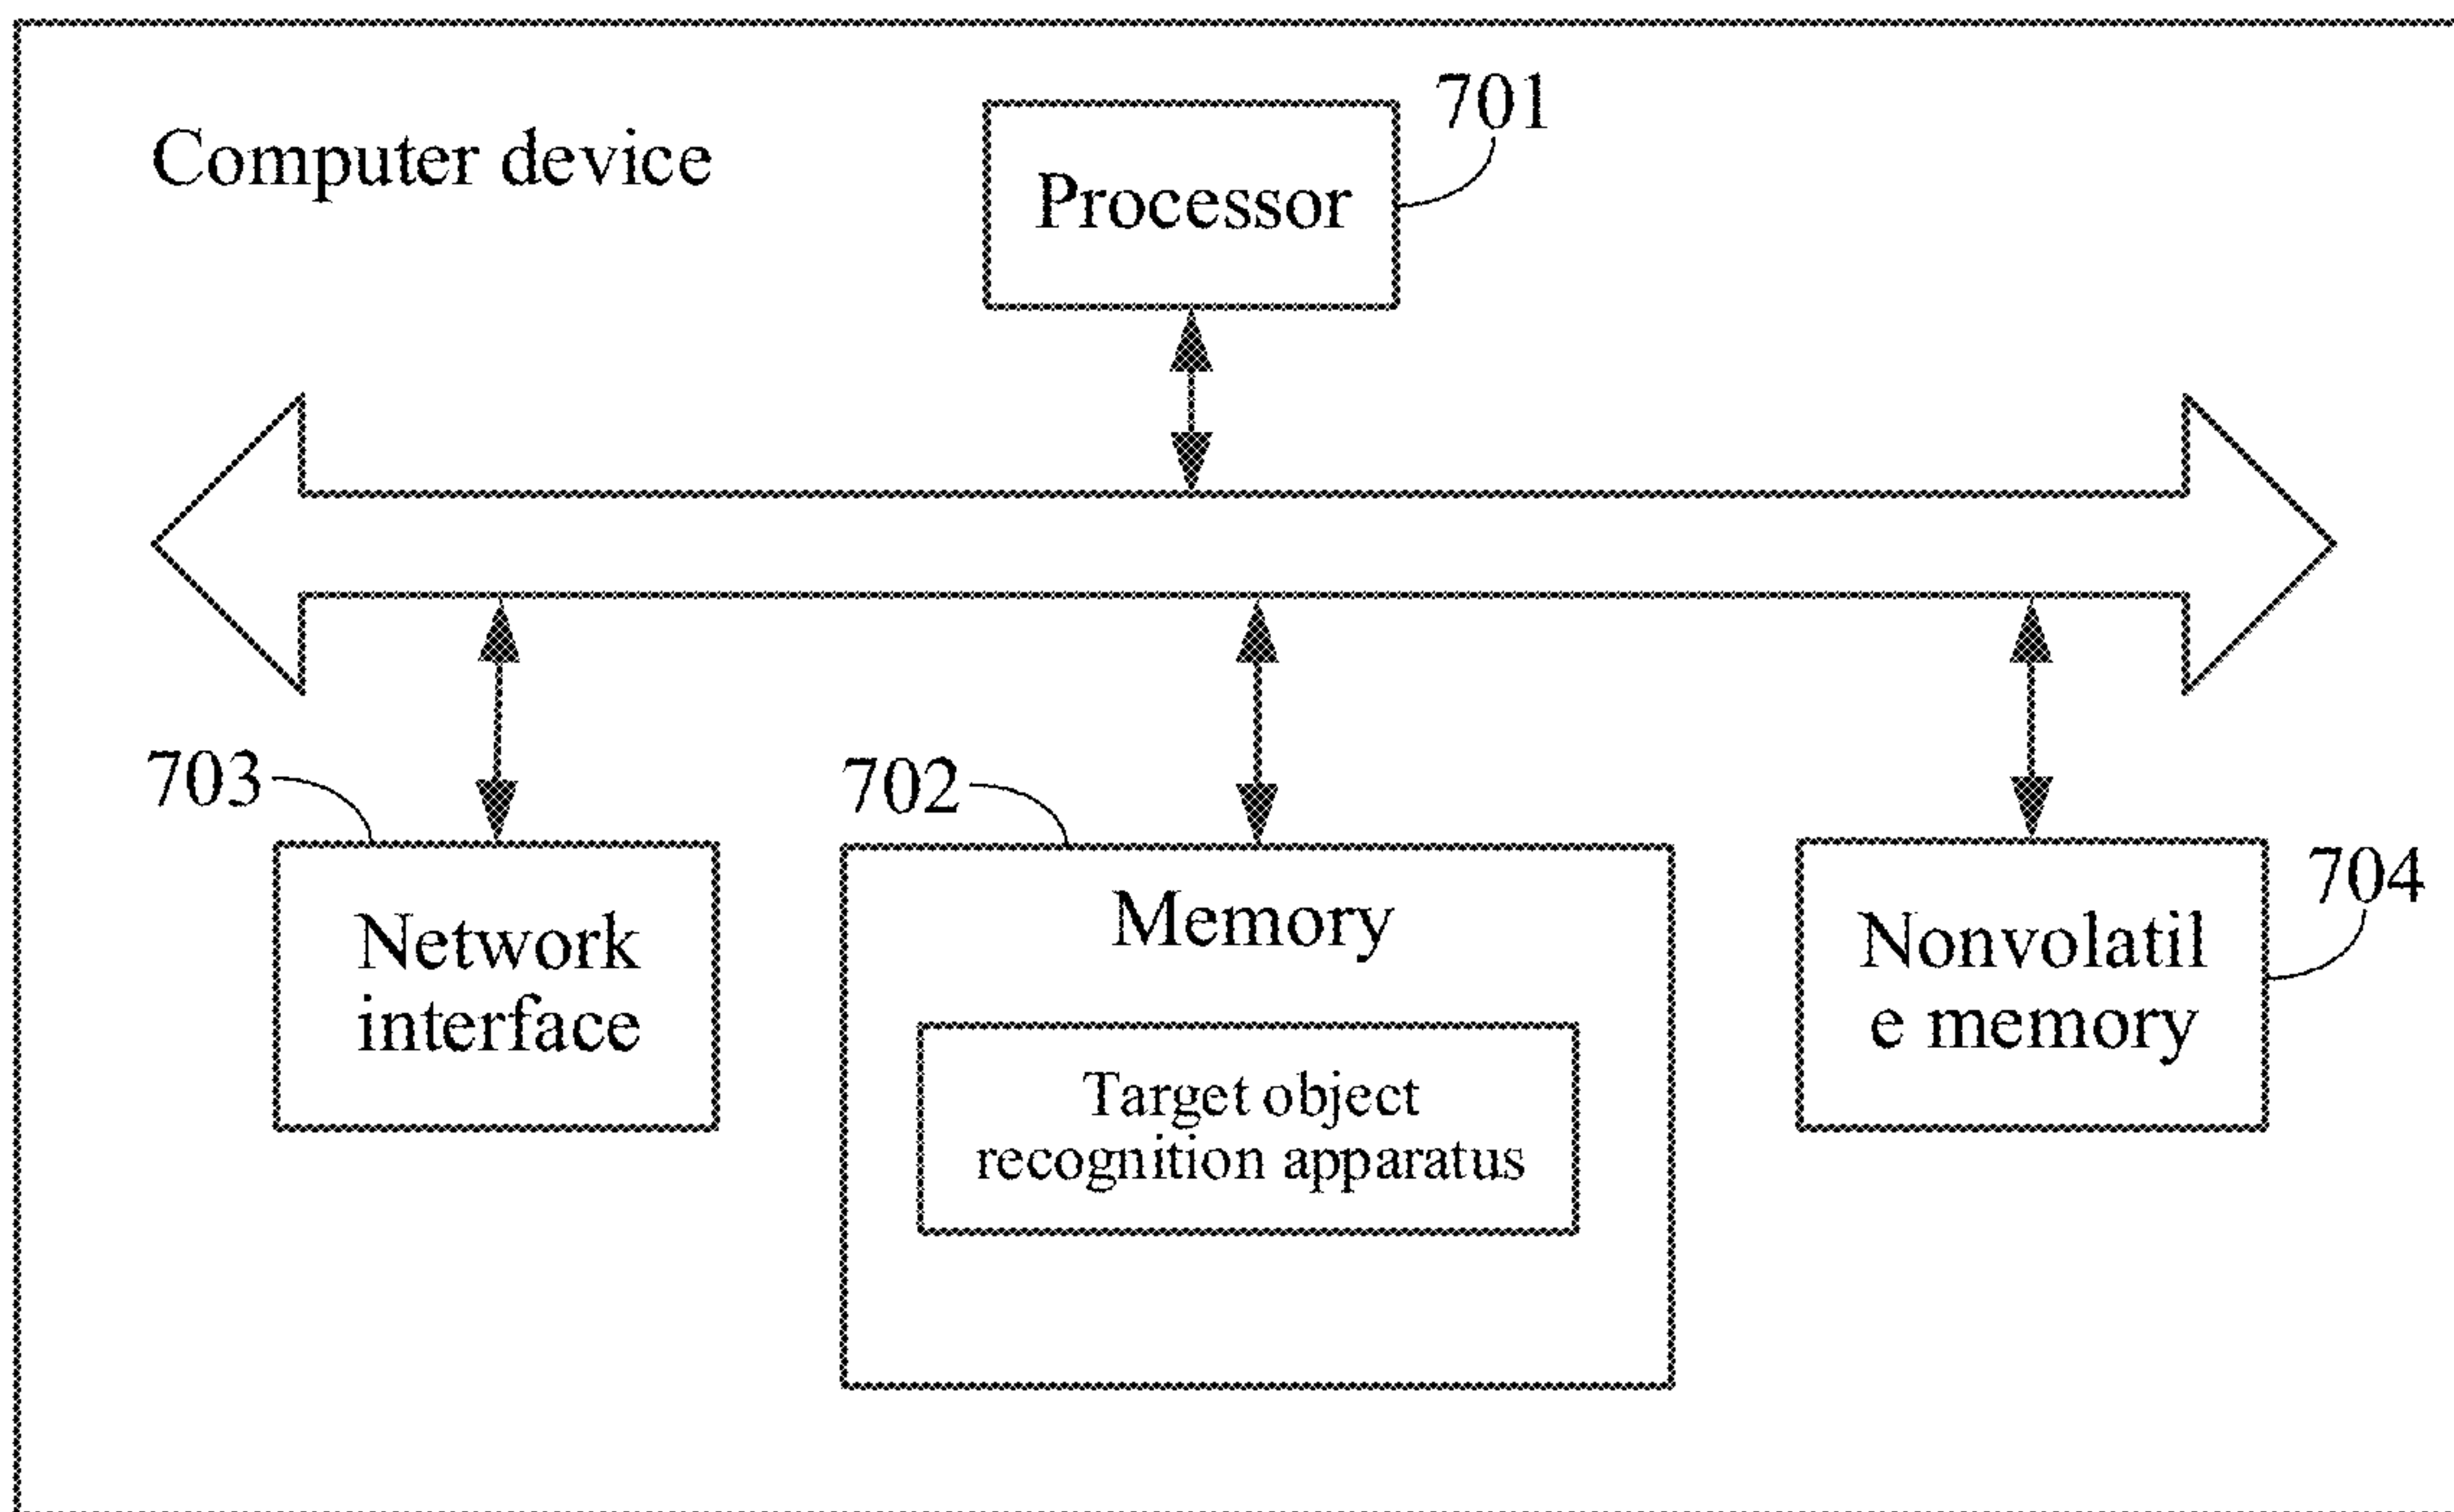 Computer device
701
Processor
703
702
704
Network
interface
Memory
Target object
recognition apparatus
Nonvolatil
e memory